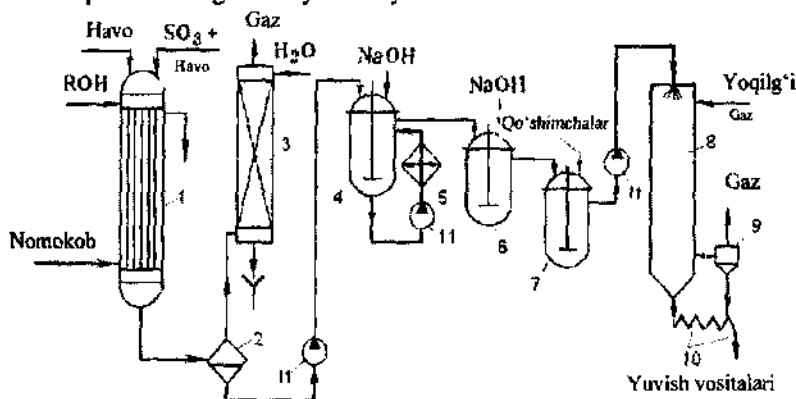 Havo
SO₃ +
Havo
ROH
Nomokob
1
Gaz
H₂O
3
2
11
NaOH
4
5
11
NaOH
Qo'shimchalar
6
7
11
Yoqilg'i
Gaz
8
Gaz
9
10
Yuvish vositalari